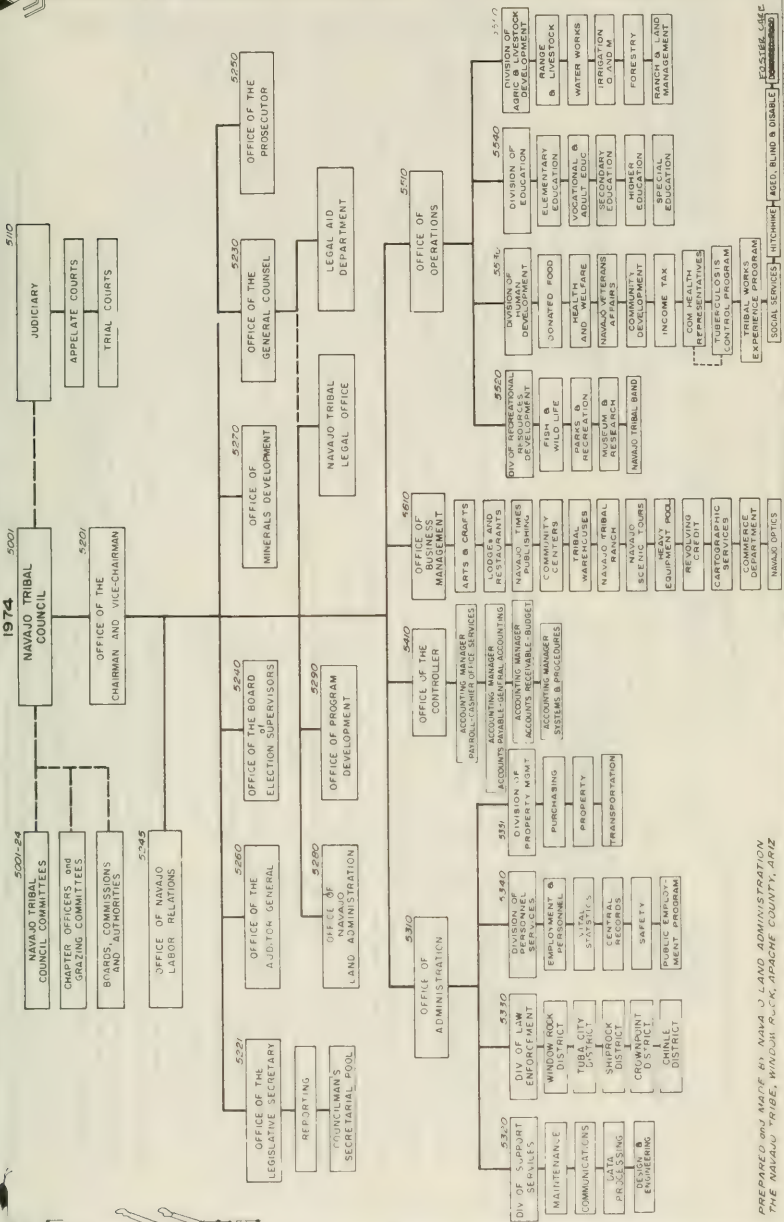 1974
5001
NAVAJO TRIBAL
COUNCIL
5110
JUDICIARY
APPELATE COURTS
TRIAL COURTS
5001-24
NAVAJO TRIBAL
COUNCIL COMMITTEES
CHAPTER OFFICERS and
GRAZING COMMITTEES
BOARDS, COMMISSIONS
AND AUTHORITIES
5201
OFFICE OF THE
CHAIRMAN AND VICE-CHAIRMAN
5245
OFFICE OF NAVAJO
LABOR RELATIONS
5221
OFFICE OF THE
LEGISLATIVE SECRETARY
REPORTING
COUNCILMAN'S
SECRETARIAL POOL
5260
OFFICE OF THE
AUDITOR GENERAL
5240
OFFICE OF THE BOARD
of
ELECTION SUPERVISORS
5270
OFFICE OF
MINERALS DEVELOPMENT
5230
OFFICE OF THE
GENERAL COUNSEL
5250
OFFICE OF THE
PROSECUTOR
5280
OFFICE OF
NAVAJO
LAND ADMINISTRATION
5290
OFFICE OF PROGRAM
DEVELOPMENT
NAVAJO TRIBAL
LEGAL OFFICE
LEGAL AID
DEPARTMENT
5310
OFFICE OF
ADMINISTRATION
5320
DIV OF SUPPORT
SERVICES
MAINTENANCE
COMMUNICATIONS
DATA
PROCESSING
DESIGN &
ENGINEERING
5330
DIV OF LAW
ENFORCEMENT
WINDOW ROCK
DISTRICT
TUBA CITY
DISTRICT
SHIPROCK
DISTRICT
CROWNPOINT
DISTRICT
CHINLE
DISTRICT
5340
DIVISION OF
PERSONNEL
SERVICES
EMPLOYMENT &
PERSONNEL
VITAL
STATISTICS
CENTRAL
RECORDS
SAFETY
PUBLIC EMPLOY-
MENT PROGRAM
5351
DIVISION OF
PROPERTY MGMT
PURCHASING
PROPERTY
TRANSPORTATION
5410
OFFICE OF THE
CONTROLLER
ACCOUNTING MANAGER
PAYROLL-CASHIER OFFICE SERVICES
ACCOUNTING MANAGER
ACCOUNTS PAYABLE-GENERAL ACCOUNTING
ACCOUNTING MANAGER
ACCOUNTS RECEIVABLE-BUDGET
ACCOUNTING MANAGER
SYSTEMS & PROCEDURES
5610
OFFICE OF
BUSINESS
MANAGEMENT
ARTS & CRAFTS
LODGES AND
RESTAURANTS
NAVAJO TIMES
PUBLISHING
COMMUNITY
CENTERS
TRIBAL
WAREHOUSES
NAVAJO TRIBAL
RANCH
NAVAJO
SCENIC TOURS
HEAVY
EQUIPMENT POOL
REVOLVING
CREDIT
CARTOGRAPHIC
SERVICES
COMMERCE
DEPARTMENT
NAVAJO OPTICS
5510
OFFICE OF
OPERATIONS
5520
DIV OF RECREATIONAL
RESOURCES
DEVELOPMENT
FISH &
WILD LIFE
PARKS &
RECREATION
MUSEUM &
RESEARCH
NAVAJO TRIBAL BAND
5530
DIVISION OF
HUMAN
DEVELOPMENT
DONATED FOOD
HEALTH
AND WELFARE
NAVAJO VETERANS
AFFAIRS
COMMUNITY
DEVELOPMENT
INCOME TAX
COM HEALTH
REPRESENTATIVES
TUBERCULOSIS
CONTROL PROGRAM
TRIBAL WORKS
EXPERIENCE PROGRAM
SOCIAL SERVICES
HITCHHIKE
AGED, BLIND & DISABLE
FOSTER CARE
5540
DIVISION OF
EDUCATION
ELEMENTARY
EDUCATION
VOCATIONAL &
ADULT EDUC
SECONDARY
EDUCATION
HIGHER
EDUCATION
SPECIAL
EDUCATION
DIVISION OF
AGRIC & LIVESTOCK
DEVELOPMENT
RANGE
& LIVESTOCK
WATER WORKS
IRRIGATION
O AND M
FORESTRY
RANCH & LAND
MANAGEMENT
PREPARED and MADE BY NAVAJO LAND ADMINISTRATION
THE NAVAJO TRIBE, WINDOW ROCK, APACHE COUNTY, ARIZ